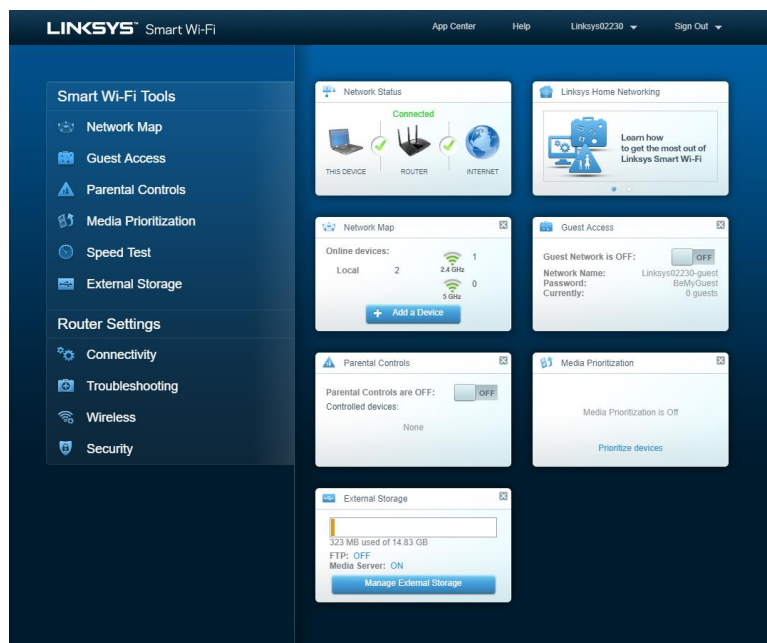 LINKSYS™ Smart Wi-Fi
App Center
Help
Linksys02230
Sign Out
Smart Wi-Fi Tools
Network Map
Guest Access
Parental Controls
Media Prioritization
Speed Test
External Storage
Router Settings
Connectivity
Troubleshooting
Wireless
Security
Network Status
Connected
THIS DEVICE ROUTER INTERNET
Linksys Home Networking
Learn how
to get the most out of
Linksys Smart Wi-Fi
Network Map
Online devices:
Local 2
1
2.4 GHz
0
5 GHz
+ Add a Device
Guest Access
Guest Network is OFF: OFF
Network Name: Linksys02230-guest
Password: BeMyGuest
Currently: 0 guests
Parental Controls
Parental Controls are OFF: OFF
Controlled devices:
None
Media Prioritization
Media Prioritization is Off
Prioritize devices
External Storage
323 MB used of 14.83 GB
FTP: OFF
Media Server: ON
Manage External Storage